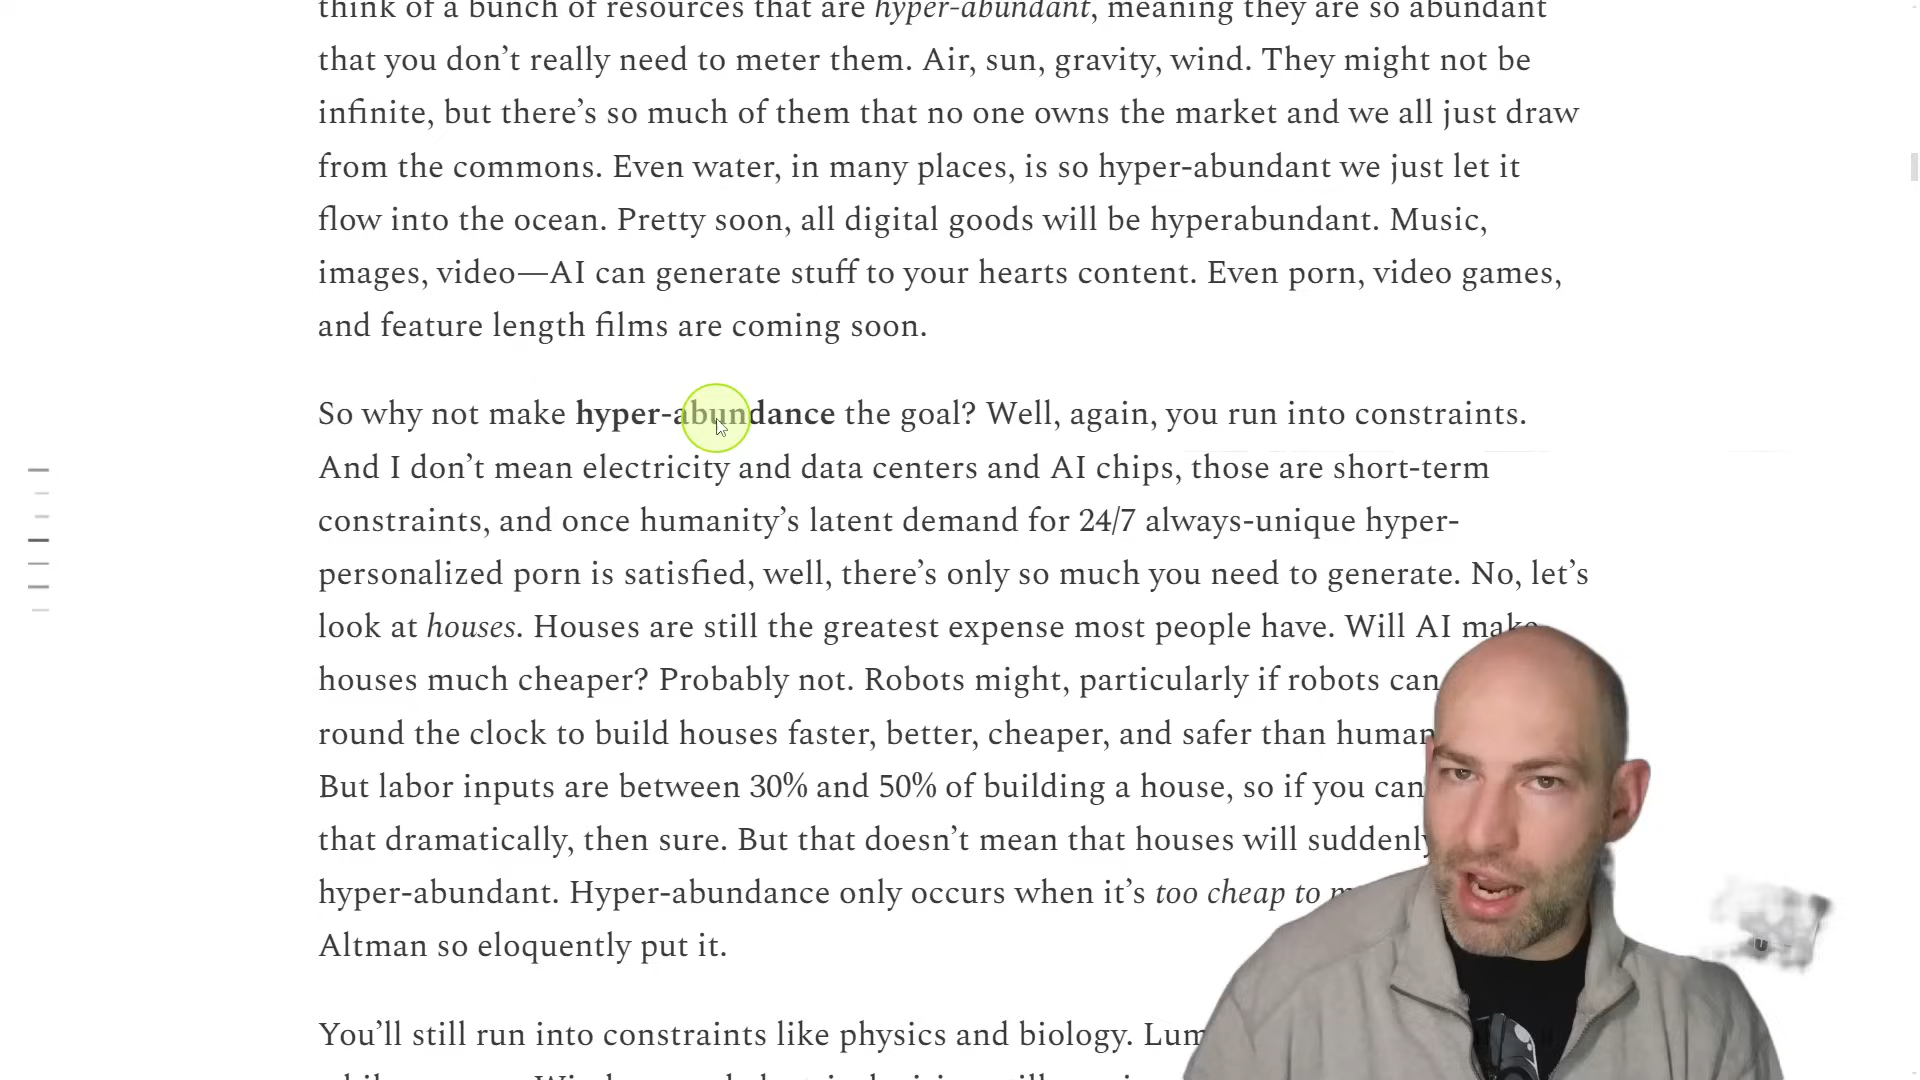 think of a bunch of resources that are hyper-abundant, meaning they are so abundant
that you don’t really need to meter them. Air, sun, gravity, wind. They might not be
infinite, but there’s so much of them that no one owns the market and we all just draw
from the commons. Even water, in many places, is so hyper-abundant we just let it
flow into the ocean. Pretty soon, all digital goods will be hyperabundant. Music,
images, video—AI can generate stuff to your hearts content. Even porn, video games,
and feature length films are coming soon.
So why not make hyper-abundance the goal? Well, again, you run into constraints.
And I don’t mean electricity and data centers and AI chips, those are short-term
constraints, and once humanity’s latent demand for 24/7 always-unique hyper-
personalized porn is satisfied, well, there’s only so much you need to generate. No, let’s
look at houses. Houses are still the greatest expense most people have. Will AI make
houses much cheaper? Probably not. Robots might, particularly if robots can
round the clock to build houses faster, better, cheaper, and safer than human
But labor inputs are between 30% and 50% of building a house, so if you can
that dramatically, then sure. But that doesn’t mean that houses will suddenly
hyper-abundant. Hyper-abundance only occurs when it’s too cheap to
Altman so eloquently put it.
You’ll still run into constraints like physics and biology.